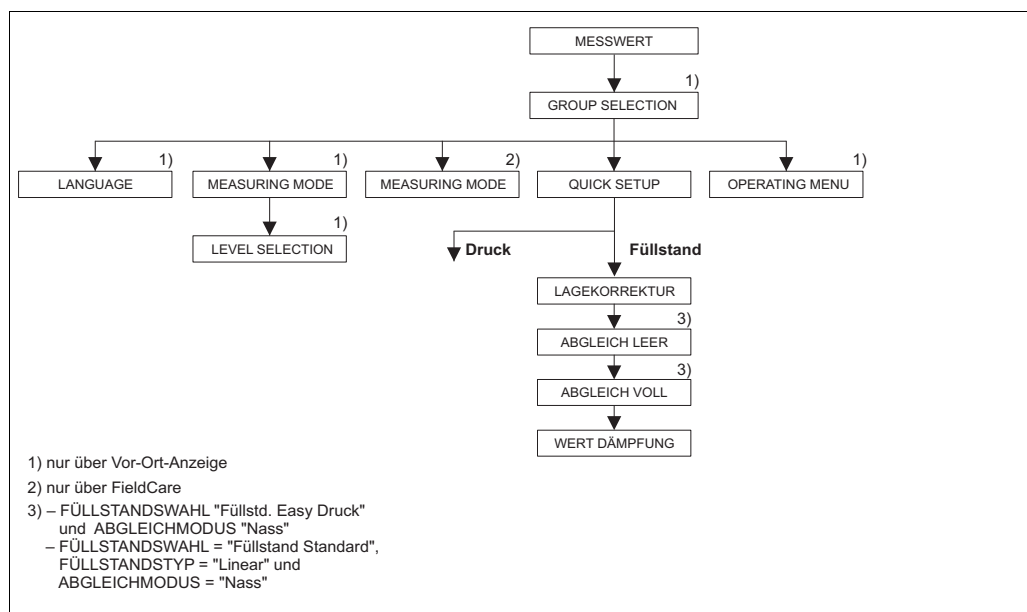 MESSWERT
1)
GROUP SELECTION
1)
1)
2)
1)
LANGUAGE
MEASURING MODE
MEASURING MODE
QUICK SETUP
OPERATING MENU
1)
LEVEL SELECTION
Druck
Füllstand
LAGEKORREKTUR
3)
ABGLEICH LEER
3)
ABGLEICH VOLL
WERT DÄMPFUNG
1) nur über Vor-Ort-Anzeige
2) nur über FieldCare
3) – FÜLLSTANDSWAHL "Füllstd. Easy Druck"
und ABGLEICHMODUS "Nass"
– FÜLLSTANDSWAHL = "Füllstand Standard",
FÜLLSTANDSTYP = "Linear" und
ABGLEICHMODUS = "Nass"